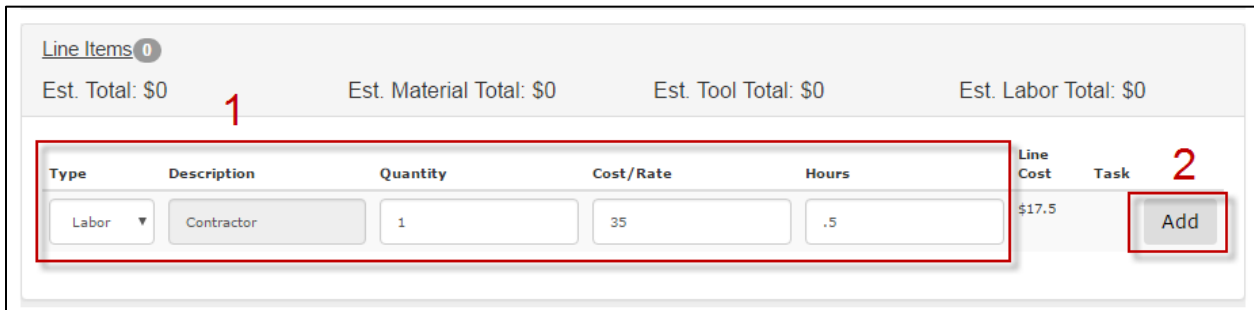 Line Items 0
Est. Total: $0 Est. Material Total: $0 Est. Tool Total: $0 Est. Labor Total: $0
1
Type Description Quantity Cost/Rate Hours Line Cost Task 2
Labor Contractor 1 35 .5 $17.5 Add